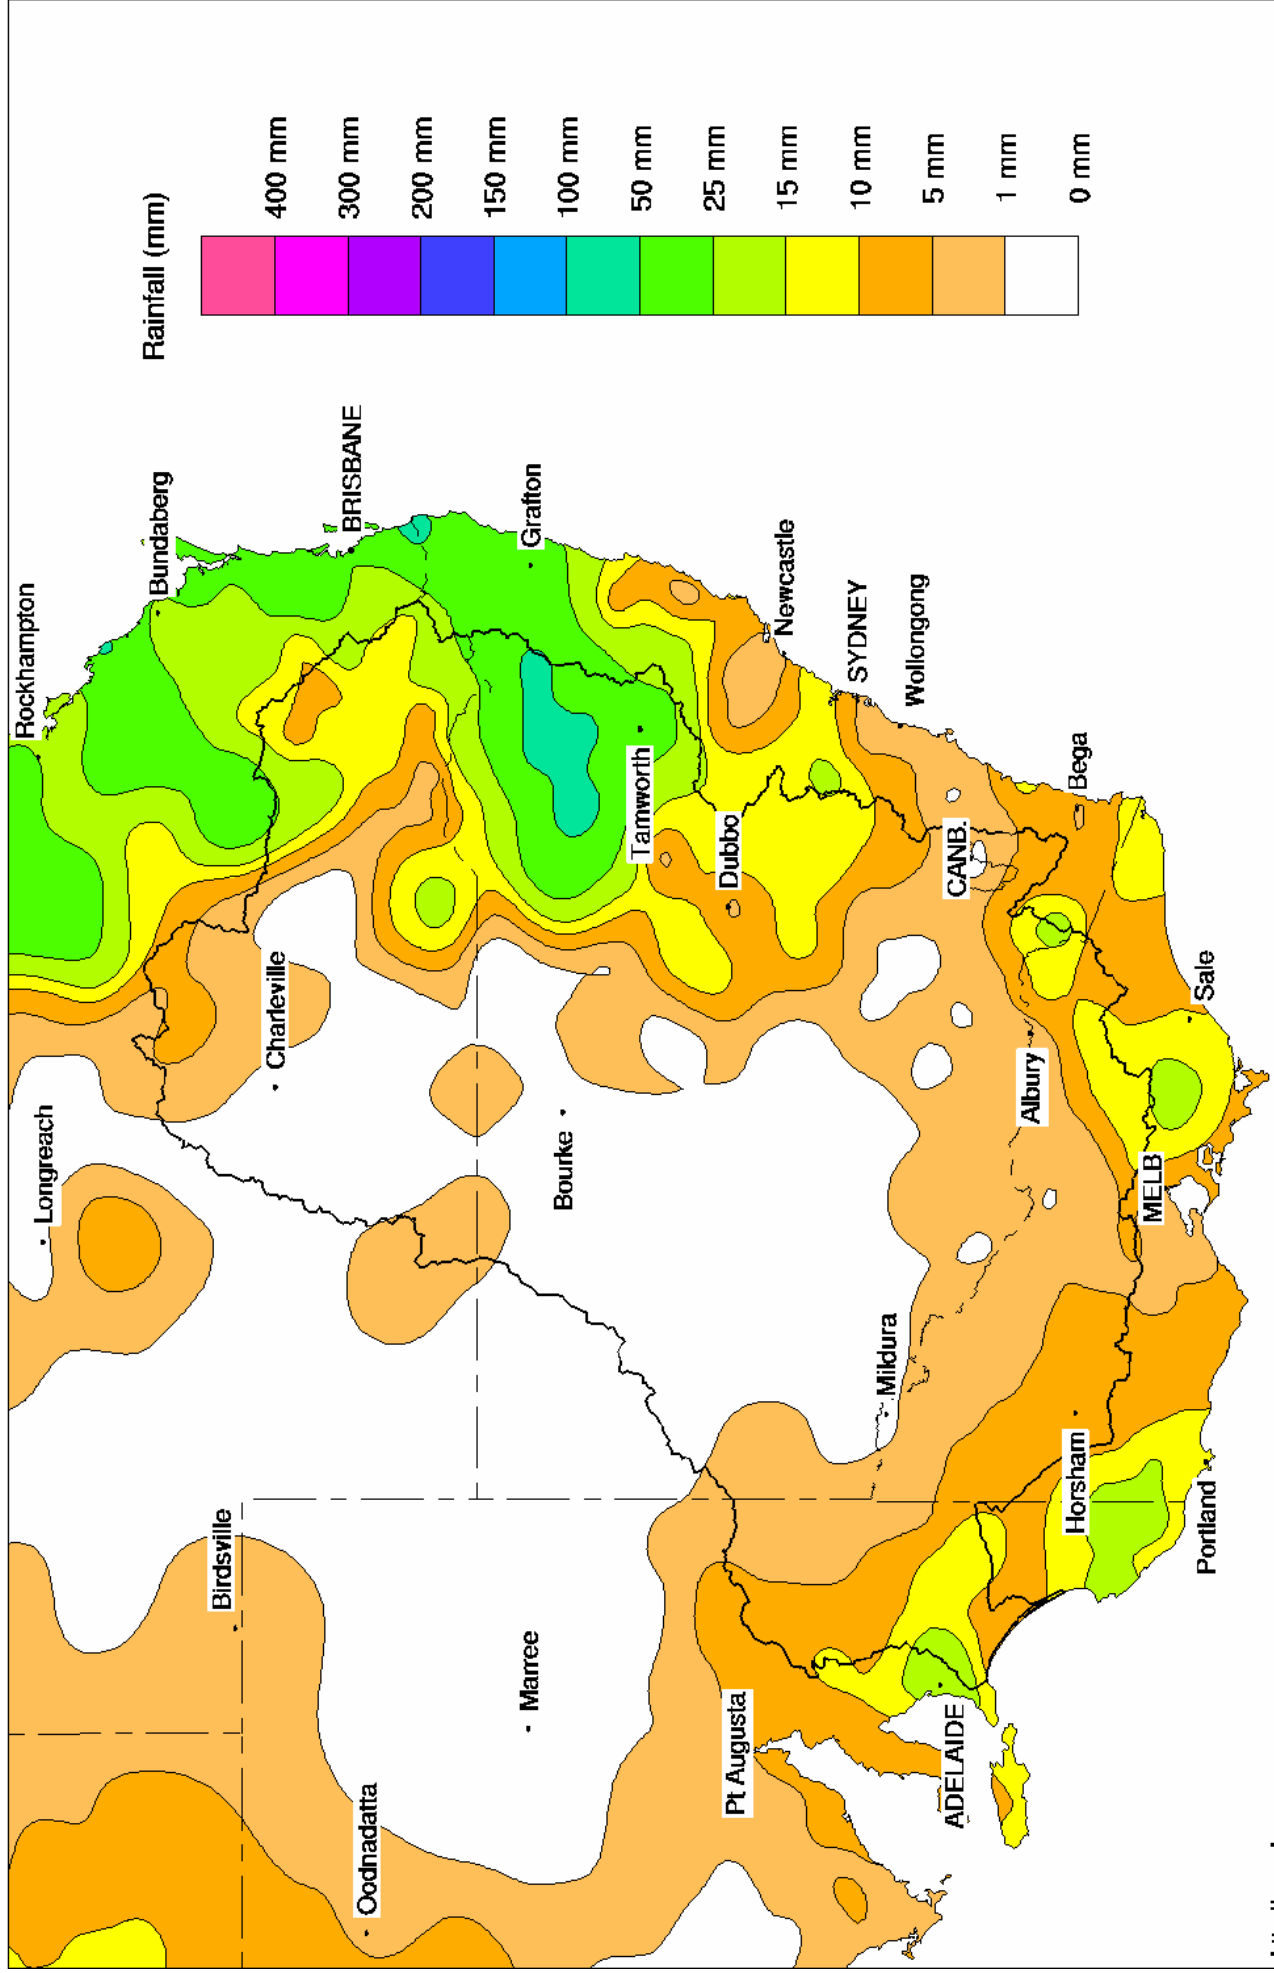 Rockhampton
Bundaberg
BRISBANE
Grafton
Newcastle
SYDNEY
Wollongong
Bega
Tamworth
Dubbo
CANB.
Charleville
Longreach
Bourke
Albury
Sale
MELB
Mildura
Horsham
Portland
Birdsville
Marree
Pt Augusta
ADELAIDE
Oodnadatta
Rainfall (mm)
400 mm
300 mm
200 mm
150 mm
100 mm
50 mm
25 mm
15 mm
10 mm
5 mm
1 mm
0 mm